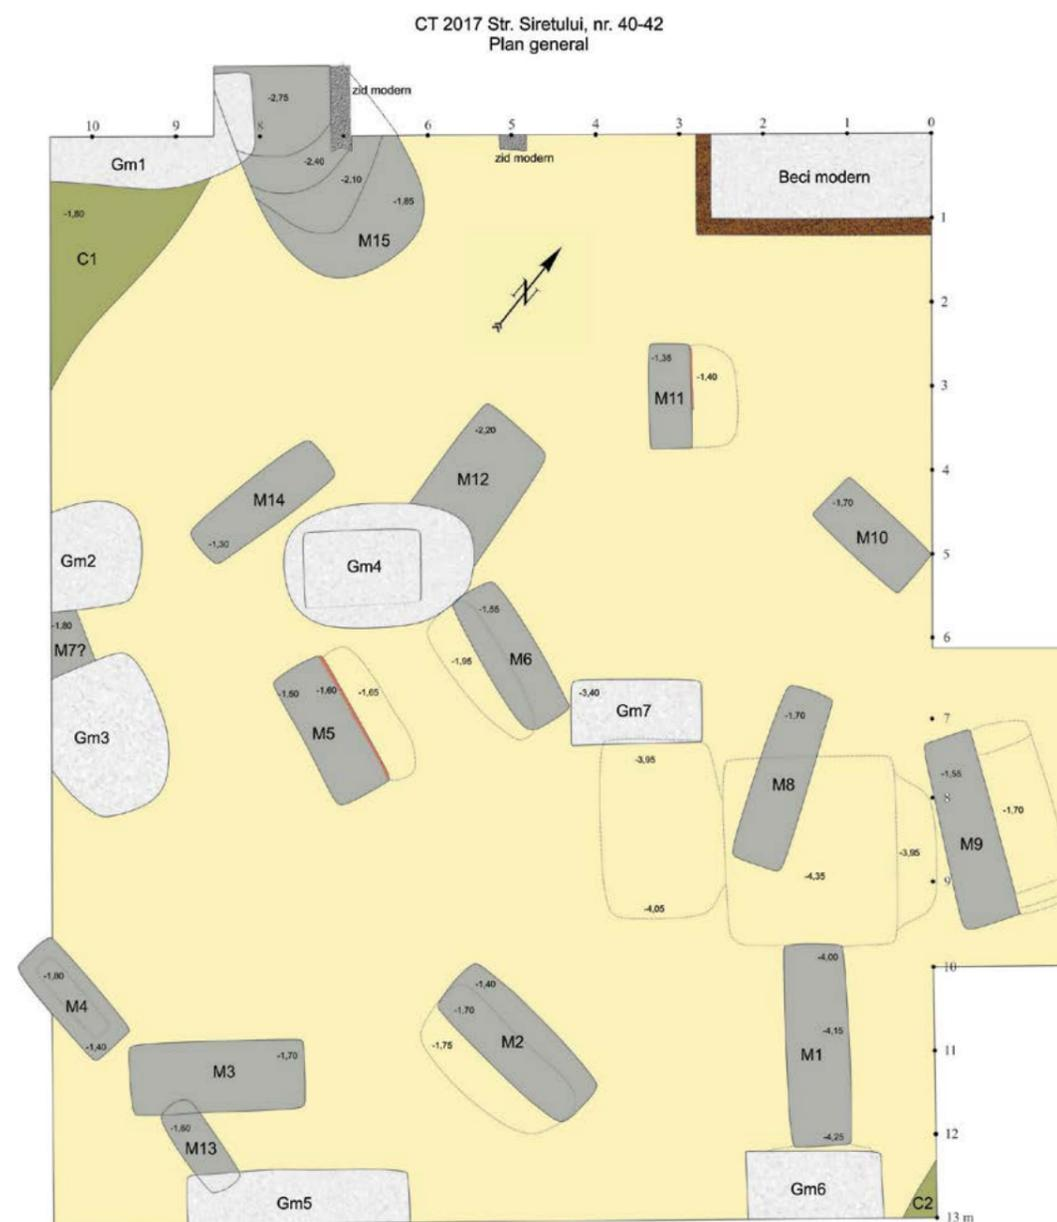 CT 2017 Str. Siretului, nr. 40-42
Plan general
zid modern
-2,75
10 9 8 6 5 4 3 2 1 0
zid modern
Gm1
-2,40
-2,10
Beci modern
-1,80
-1,85
1
M15
C1
N
2
-1,35
-1,40
3
M11
-2,20
M12
4
M14
-1,70
-1,30
M10
Gm2
Gm4
5
-1,55
-1,80
6
M7?
-1,95
M6
-1,50
-1,60
-1,65
-3,40
Gm7
-1,70
7
M5
Gm3
-3,95
-1,55
M8
8
-1,70
M9
-3,95
-4,35
9
-4,05
-4,00
10
-1,80
-1,40
M4
-1,70
-4,15
-1,75
M2
-1,40
-1,70
M1
11
M3
-1,60
-4,25
12
M13
Gm6
Gm5
C2
13 m